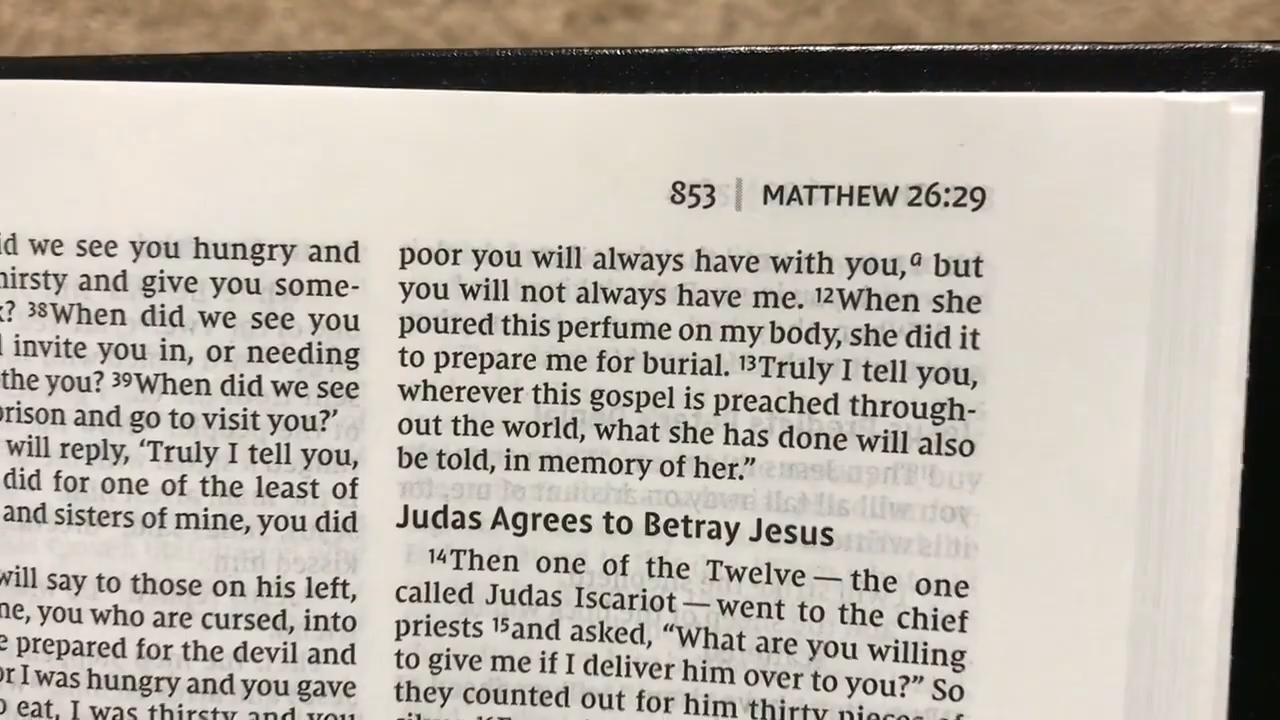 853 | MATTHEW 26:29
did we see you hungry and
thirsty and give you some-
? ³⁸When did we see you
invite you in, or needing
the you? ³⁹When did we see
prison and go to visit you?’
will reply, ‘Truly I tell you,
did for one of the least of
and sisters of mine, you did
will say to those on his left,
me, you who are cursed, into
prepared for the devil and
or I was hungry and you gave
eat, I was thirsty and you
poor you will always have with you,ᵃ but
you will not always have me. ¹²When she
poured this perfume on my body, she did it
to prepare me for burial. ¹³Truly I tell you,
wherever this gospel is preached through-
out the world, what she has done will also
be told, in memory of her.”
Judas Agrees to Betray Jesus
¹⁴Then one of the Twelve — the one
called Judas Iscariot — went to the chief
priests ¹⁵and asked, “What are you willing
to give me if I deliver him over to you?” So
they counted out for him thirty pieces of